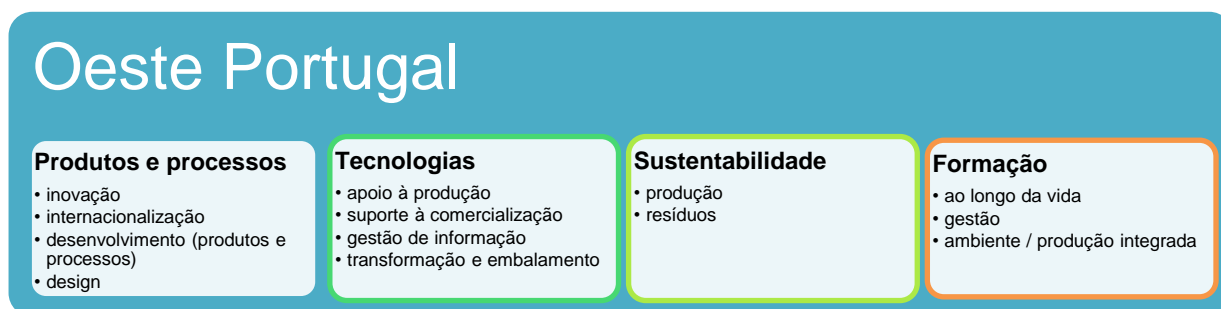 Oeste Portugal
Produtos e processos
• inovação
• internacionalização
• desenvolvimento (produtos e
processos)
• design
Tecnologias
• apoio à produção
• suporte à comercialização
• gestão de informação
• transformação e embalamento
Sustentabilidade
• produção
• resíduos
Formação
• ao longo da vida
• gestão
• ambiente / produção integrada